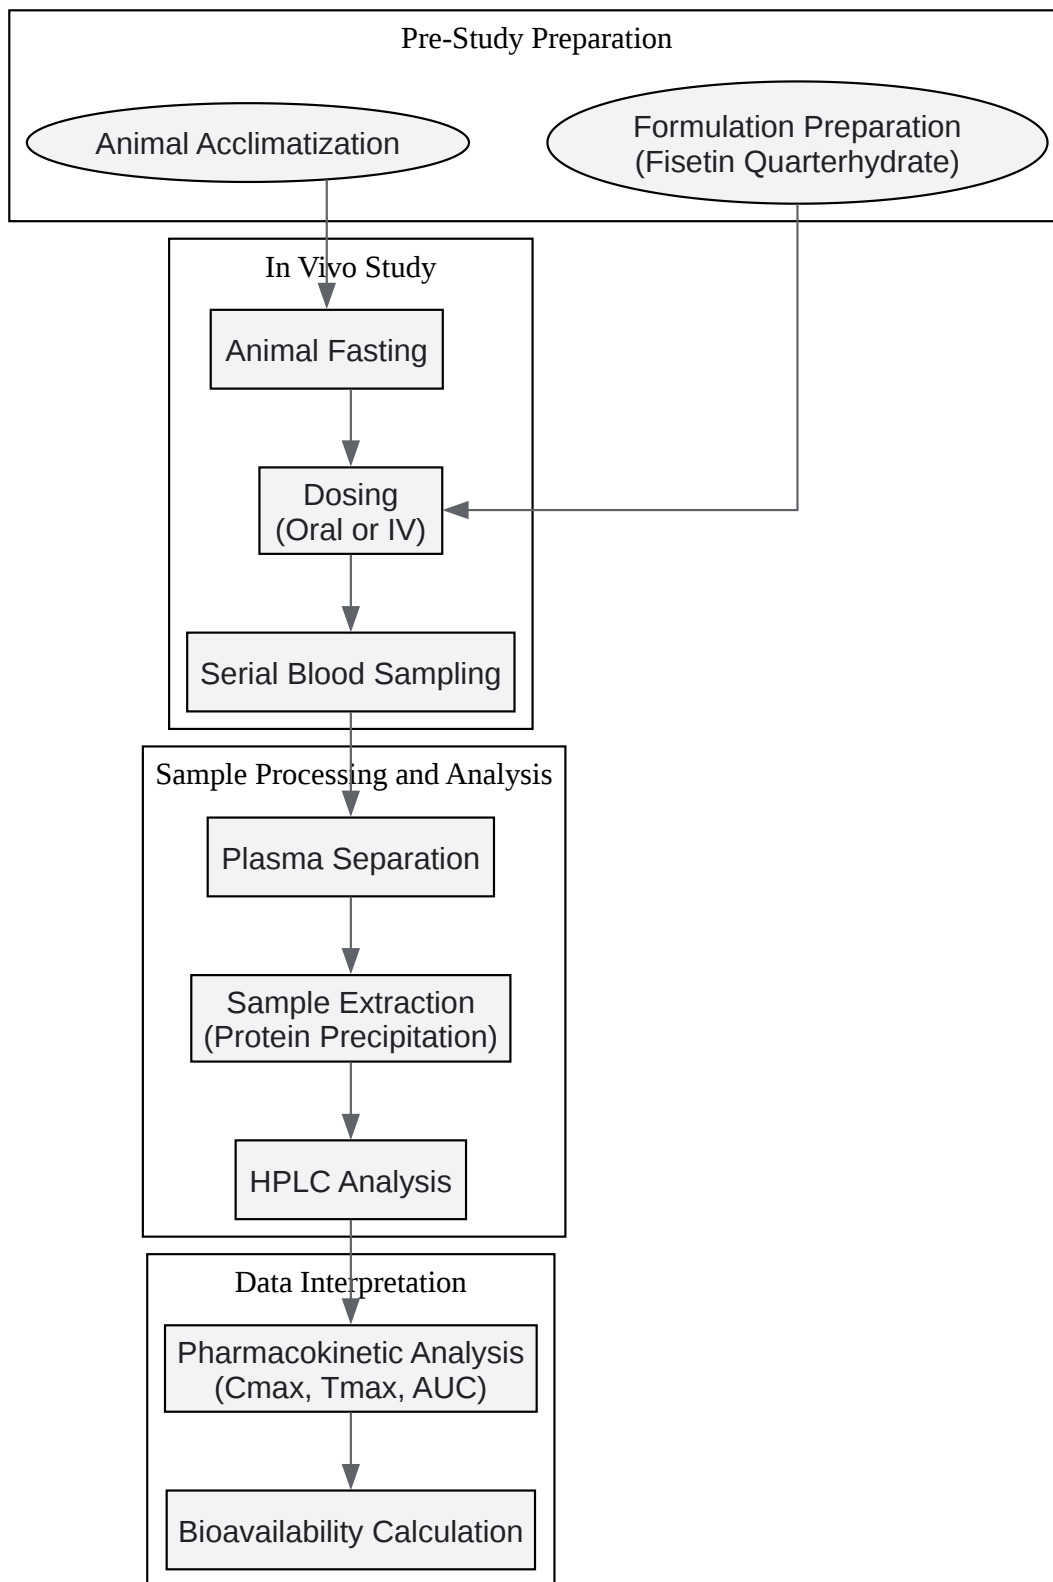 Pre-Study Preparation
Animal Acclimatization
Formulation Preparation
(Fisetin Quarterhydrate)
In Vivo Study
Animal Fasting
Dosing
(Oral or IV)
Serial Blood Sampling
Sample Processing and Analysis
Plasma Separation
Sample Extraction
(Protein Precipitation)
HPLC Analysis
Data Interpretation
Pharmacokinetic Analysis
(Cmax, Tmax, AUC)
Bioavailability Calculation